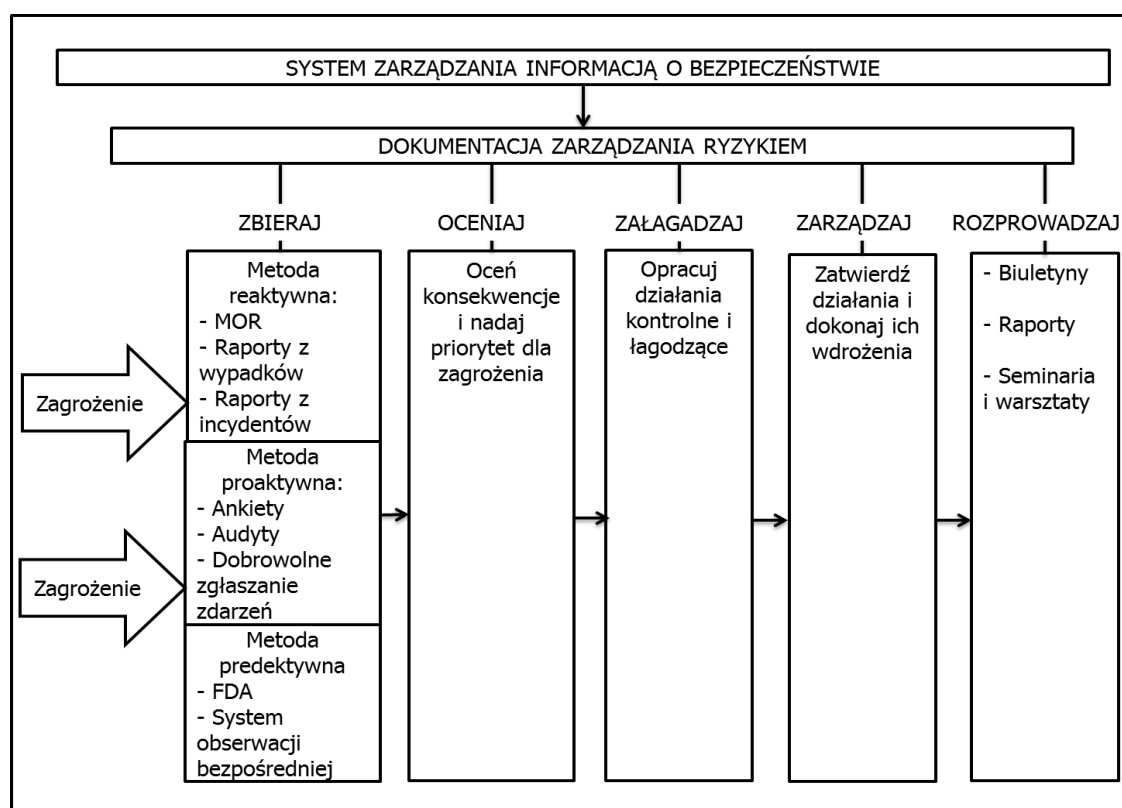 SYSTEM ZARZĄDZANIA INFORMACJĄ O BEZPIECZEŃSTWIE
DOKUMENTACJA ZARZĄDZANIA RYZYKIEM
ZBIERAJ
OCENIAJ
ZAŁAGADZAJ
ZARZĄDZAJ
ROZPROWADZAJ
Zagrożenie
Zagrożenie
Metoda
reaktywna:
- MOR
- Raporty z
wypadków
- Raporty z
incydentów
Metoda
proaktywna:
- Ankiety
- Audyty
- Dobrowolne
zgłaszanie
zdarzeń
Metoda
predektywna
- FDA
- System
obserwacji
bezpośredniej
Oceń
konsekwencje
i nadaj
priorytet dla
zagrożenia
Opracuj
działania
kontrolne i
łagodzące
Zatwierdź
działania i
dokonaj ich
wdrożenia
- Biuletyny
- Raporty
- Seminaria
i warsztaty